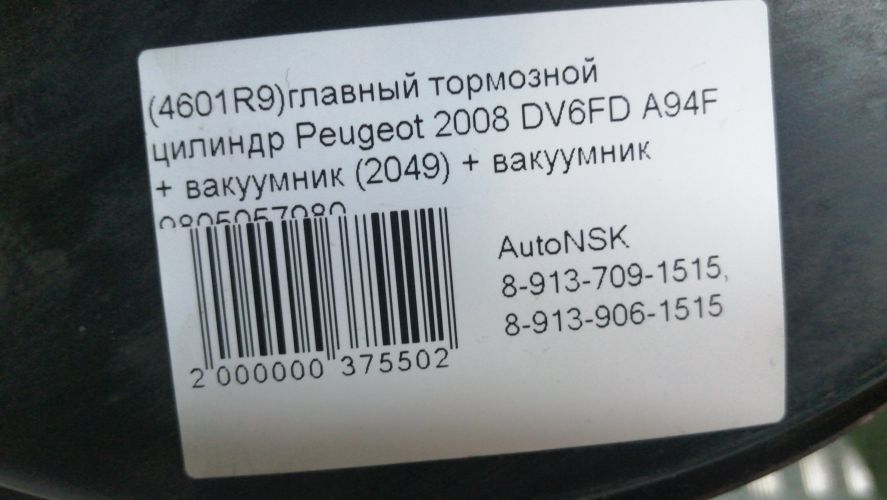 (4601R9)главный тормозной
цилиндр Peugeot 2008 DV6FD A94F
+ вакуумник (2049) + вакуумник
AutoNSK
8-913-709-1515,
8-913-906-1515
2 000000 375502